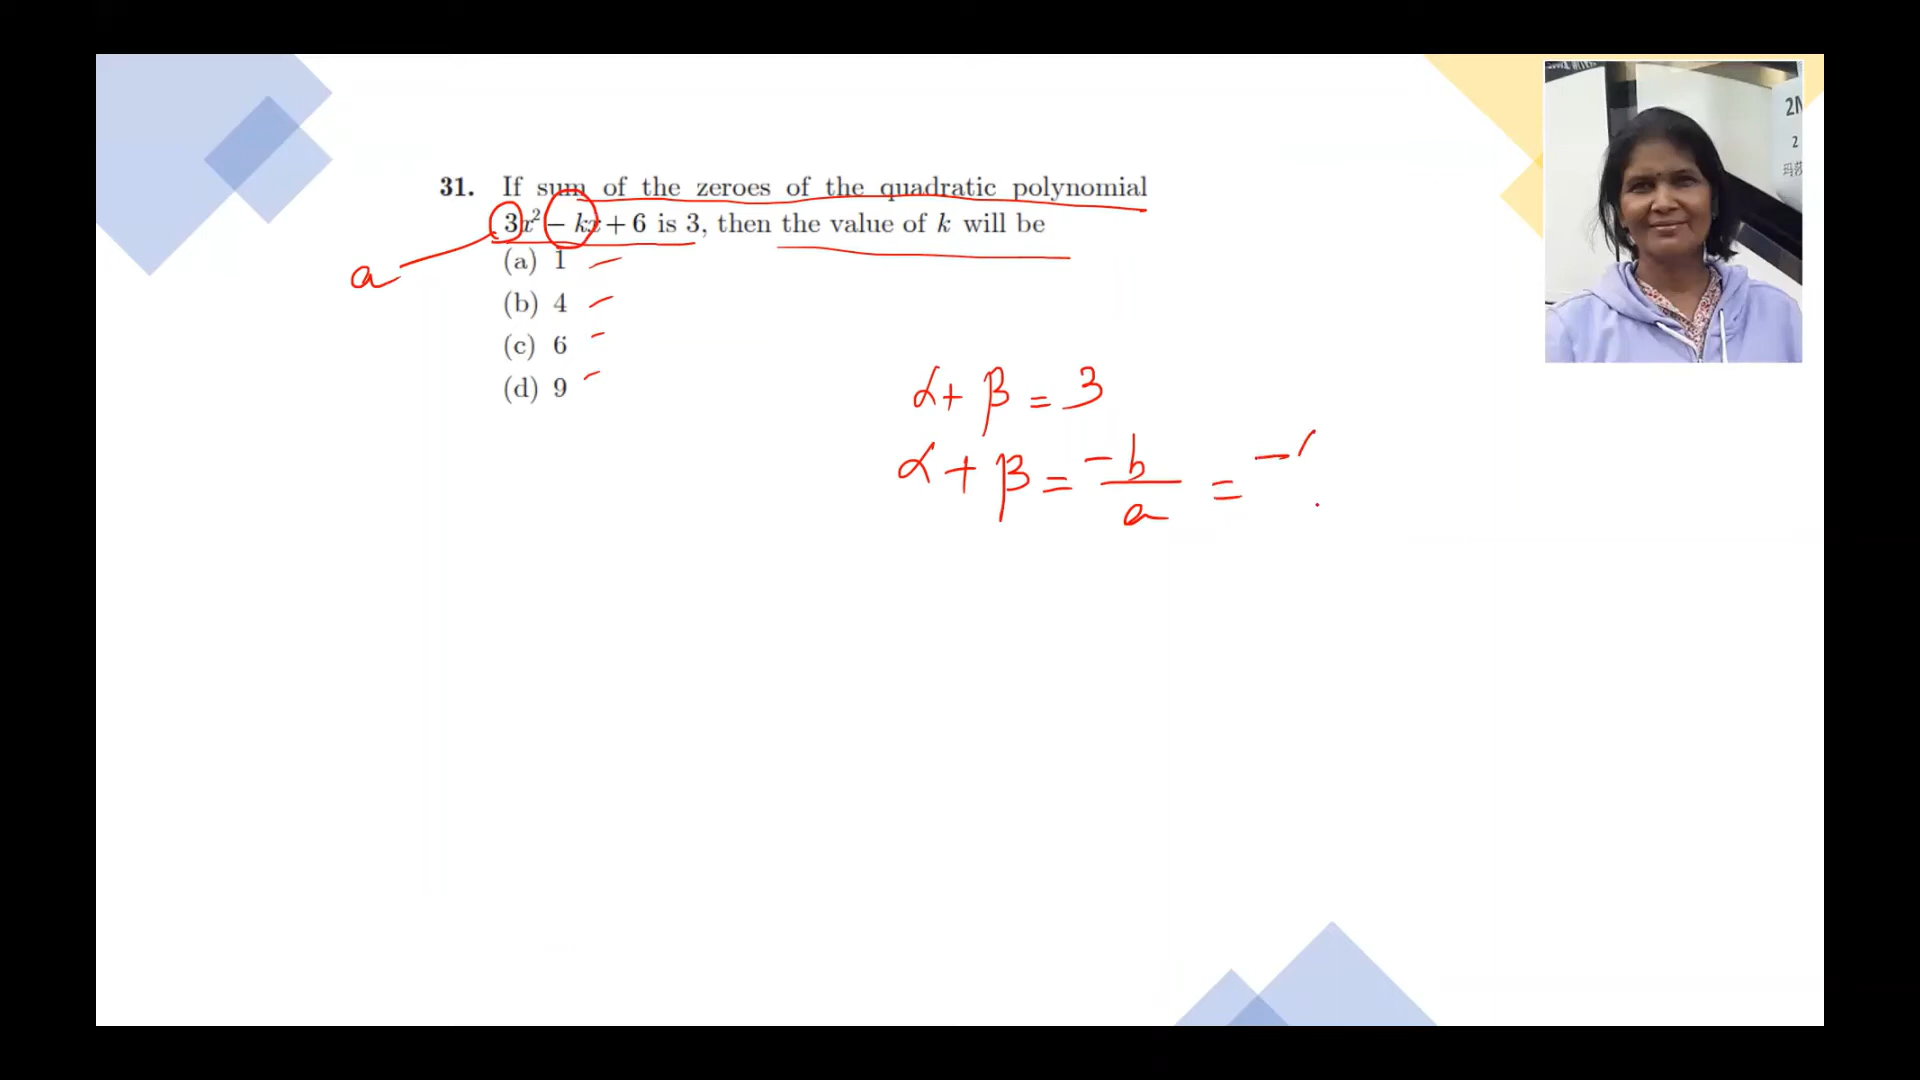 31. If sum of the zeroes of the quadratic polynomial
3x² − kx + 6 is 3, then the value of k will be
a
(a) 1
(b) 4
(c) 6
(d) 9
α + β = 3
α + β = -b/a = -(
2